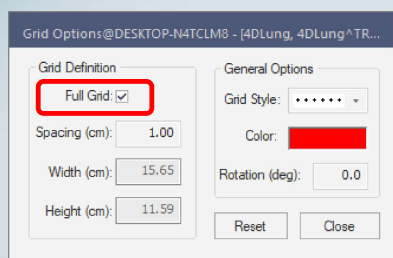 Grid Options@DESKTOP-N4TCLM8 - [4DLung, 4DLung^TR...
Grid Definition
Full Grid:
Spacing (cm): 1.00
Width (cm): 15.65
Height (cm): 11.59
General Options
Grid Style:
Color:
Rotation (deg): 0.0
Reset
Close